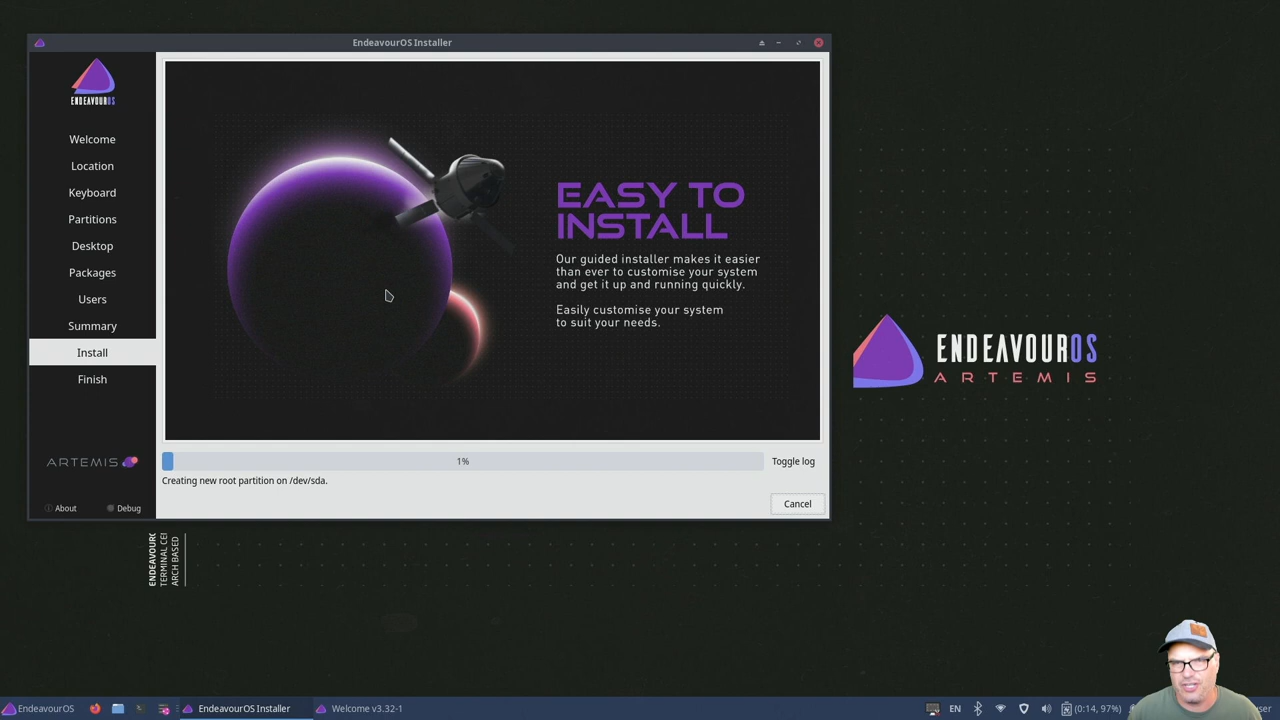 EndeavourOS Installer
ENDEAVOUROS
Welcome
Location
Keyboard
Partitions
Desktop
Packages
Users
Summary
Install
Finish
ARTEMIS
About
Debug
EASY TO
INSTALL
Our guided installer makes it easier
than ever to customise your system
and get it up and running quickly.
Easily customise your system
to suit your needs.
1%
Toggle log
Creating new root partition on /dev/sda.
Cancel
ENDEAVOUROS
ARTEMIS
ARCH BASED
EndeavourOS
EndeavourOS Installer
Welcome v3.32-1
EN
(0:14, 97%)